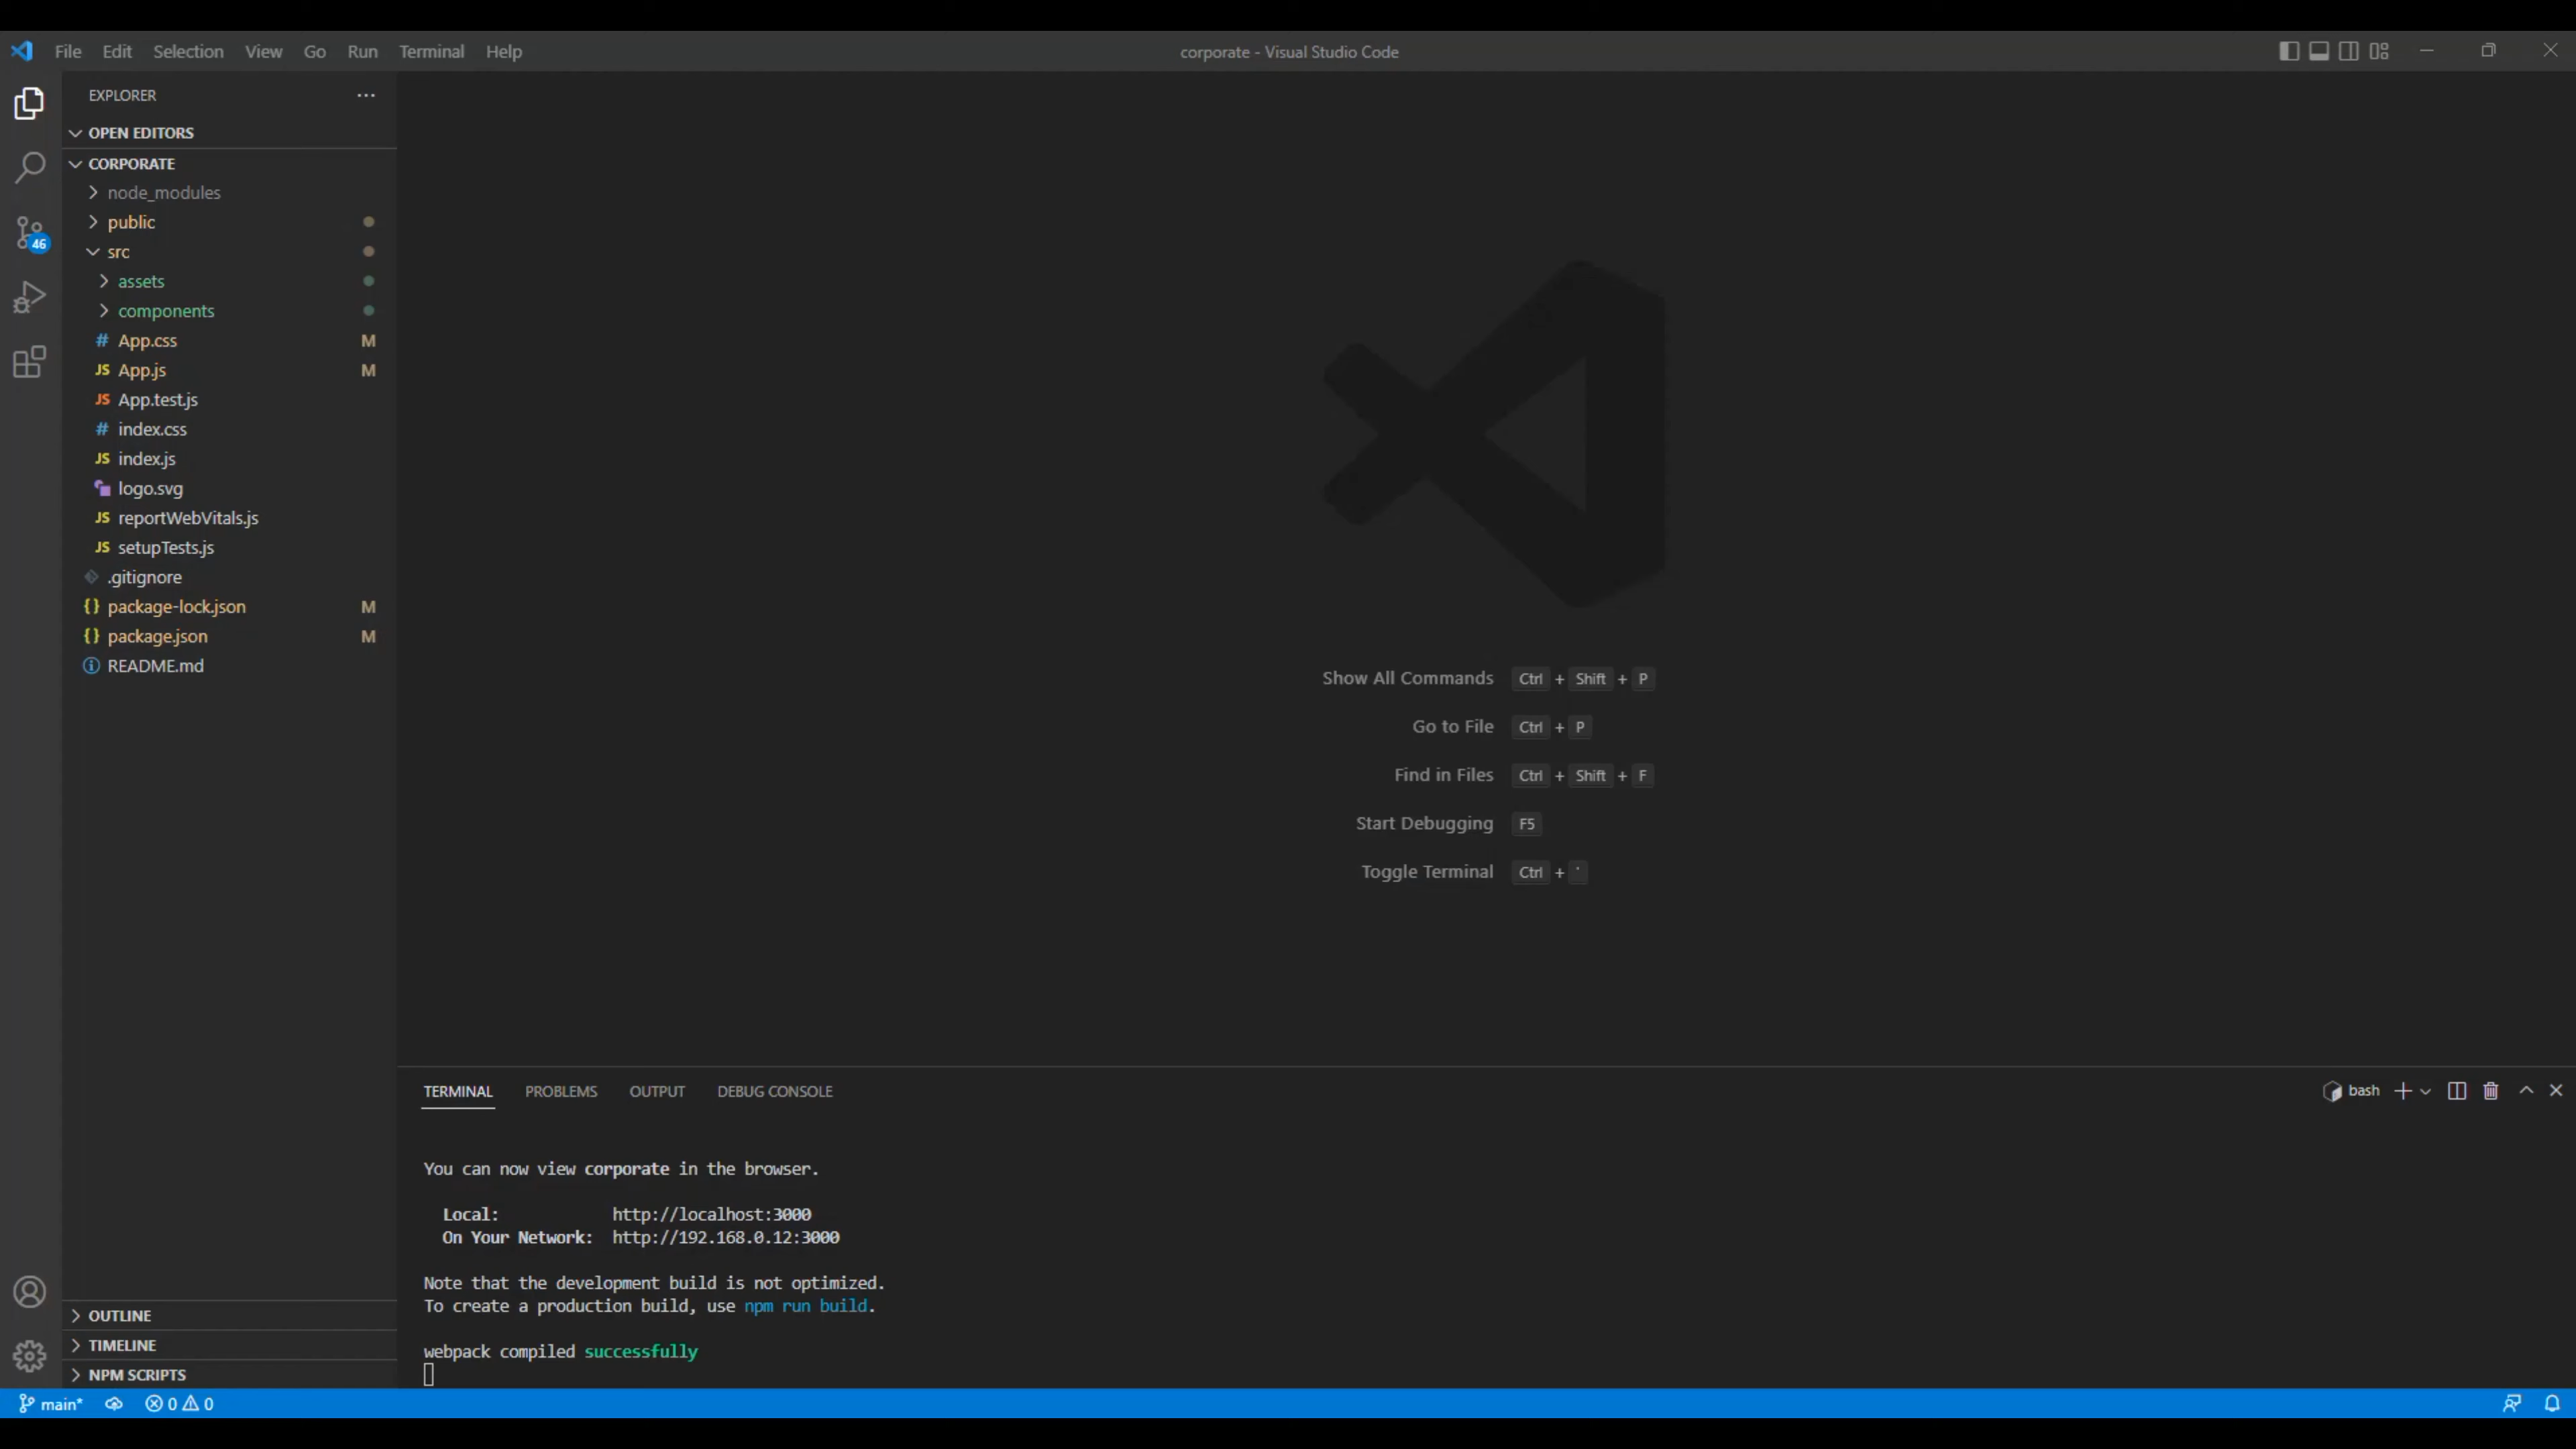 File Edit Selection View Go Run Terminal Help
corporate - Visual Studio Code
EXPLORER
OPEN EDITORS
CORPORATE
node_modules
public
src
assets
components
# App.css M
JS App.js M
JS App.test.js
# index.css
JS index.js
logo.svg
JS reportWebVitals.js
JS setupTests.js
.gitignore
{} package-lock.json M
{} package.json M
README.md
46
OUTLINE
TIMELINE
NPM SCRIPTS
Show All Commands Ctrl + Shift + P
Go to File Ctrl + P
Find in Files Ctrl + Shift + F
Start Debugging F5
Toggle Terminal Ctrl + `
TERMINAL PROBLEMS OUTPUT DEBUG CONSOLE
bash
You can now view corporate in the browser.
Local: http://localhost:3000
On Your Network: http://192.168.0.12:3000
Note that the development build is not optimized.
To create a production build, use npm run build.
webpack compiled successfully
main* 0 0